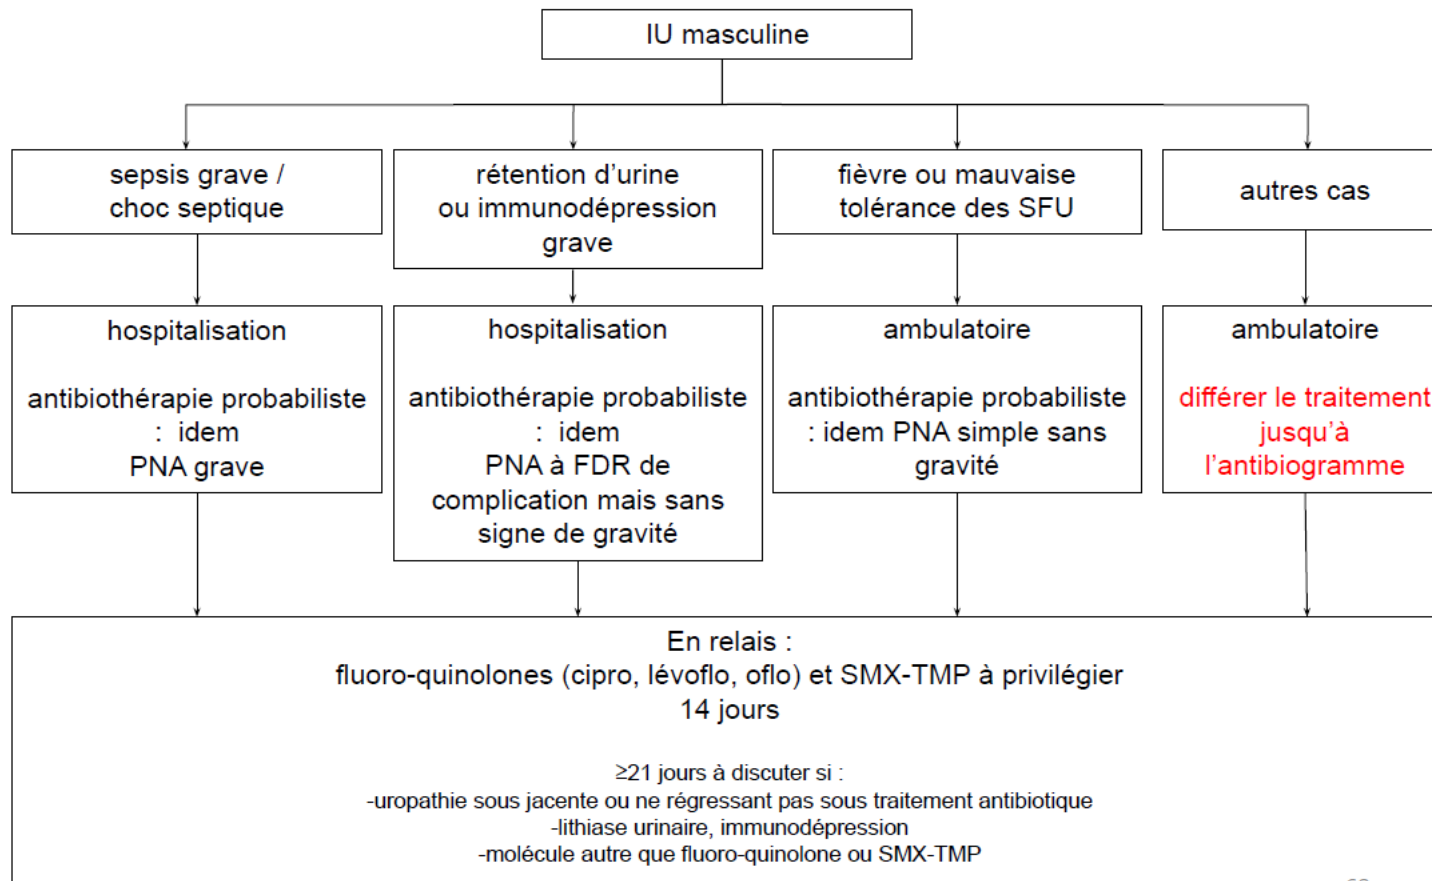 IU masculine
sepsis grave /
choc septique
rétention d'urine
ou immunodépression
grave
fièvre ou mauvaise
tolérance des SFU
autres cas
hospitalisation
antibiothérapie probabiliste
: idem
PNA grave
hospitalisation
antibiothérapie probabiliste
: idem
PNA à FDR de
complication mais sans
signe de gravité
ambulatoire
antibiothérapie probabiliste
: idem PNA simple sans
gravité
ambulatoire
différer le traitement
jusqu'à
l'antibiogramme
En relais :
fluoro-quinolones (cipro, lévoflo, oflo) et SMX-TMP à privilégier
14 jours
≥21 jours à discuter si :
-uropathie sous jacente ou ne régressant pas sous traitement antibiotique
-lithiase urinaire, immunodépression
-molécule autre que fluoro-quinolone ou SMX-TMP